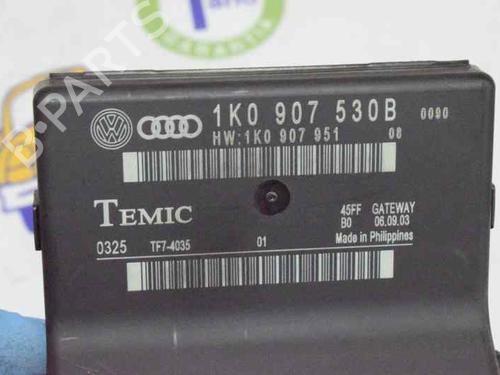 GARANTIE
B-PARTS
1K0 907 530B 0090
HW:1K0 907 951 08
TEMIC
45FF GATEWAY
B0 06.09.03
0325 TF7-4035 01 Made in Philippines